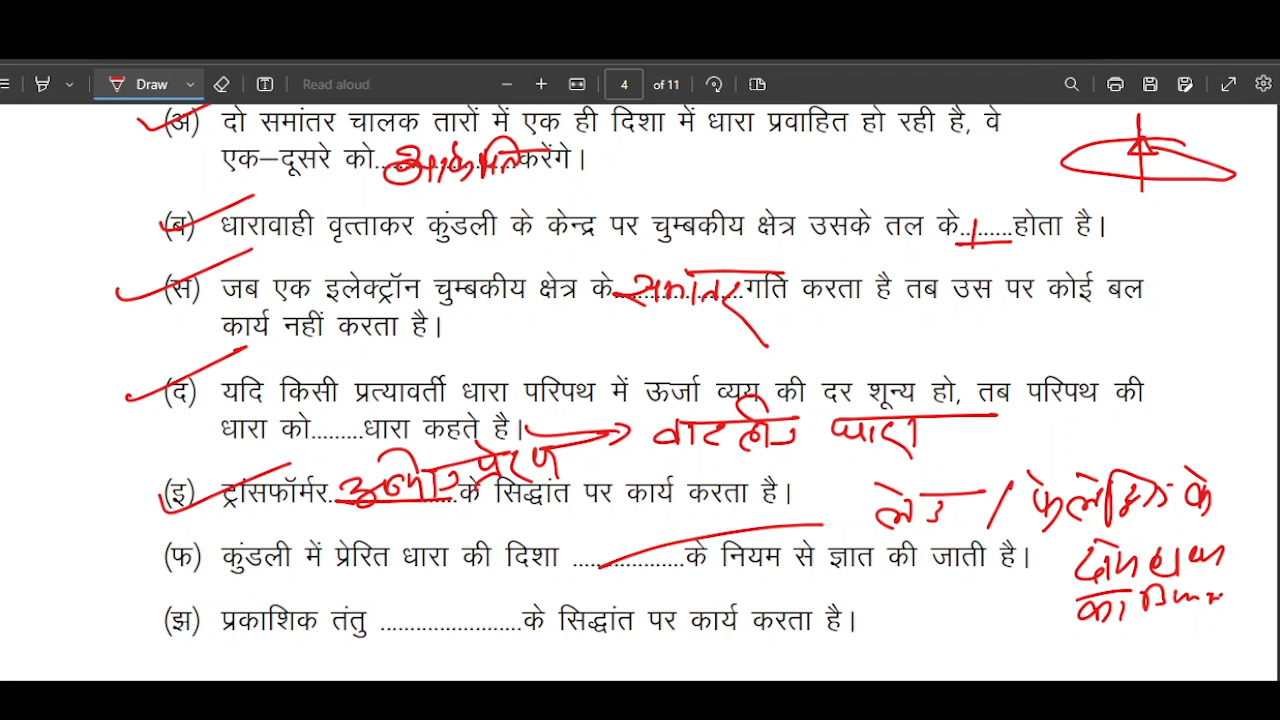 Draw Read aloud 4 of 11
(अ) दो समांतर चालक तारों में एक ही दिशा में धारा प्रवाहित हो रही है, वे
एक–दूसरे को.......आकर्षित.......करेंगे।
(ब) धारावाही वृत्ताकर कुंडली के केन्द्र पर चुम्बकीय क्षेत्र उसके तल के..⊥......होता है।
(स) जब एक इलेक्ट्रॉन चुम्बकीय क्षेत्र के....समांतर....गति करता है तब उस पर कोई बल
कार्य नहीं करता है।
(द) यदि किसी प्रत्यावर्ती धारा परिपथ में ऊर्जा व्यय की दर शून्य हो, तब परिपथ की
धारा को.........धारा कहते है। → वाटहीन धारा
(इ) ट्रांसफॉर्मर..अन्योन्य प्रेरण..के सिद्धांत पर कार्य करता है।
लेंज / फ्लेमिंग के
(फ) कुंडली में प्रेरित धारा की दिशा ....................के नियम से ज्ञात की जाती है।
का नियम
(झ) प्रकाशिक तंतु .........................के सिद्धांत पर कार्य करता है।